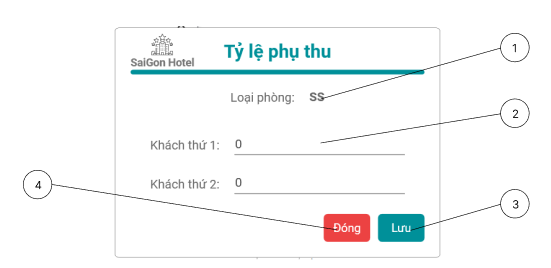 Tỷ lệ phụ thu
SaiGon Hotel
Loại phòng: SS
Khách thứ 1: 0
Khách thứ 2: 0
Đóng Lưu
1
2
3
4